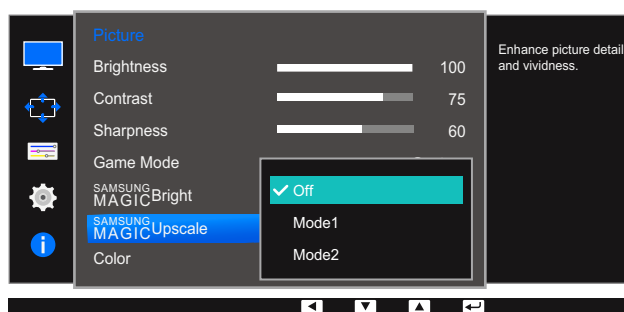 Picture
Brightness 100
Contrast 75
Sharpness 60
Game Mode
SAMSUNG
MAGICBright
SAMSUNG
MAGICUpscale
Color
Off
Mode1
Mode2
Enhance picture detail
and vividness.